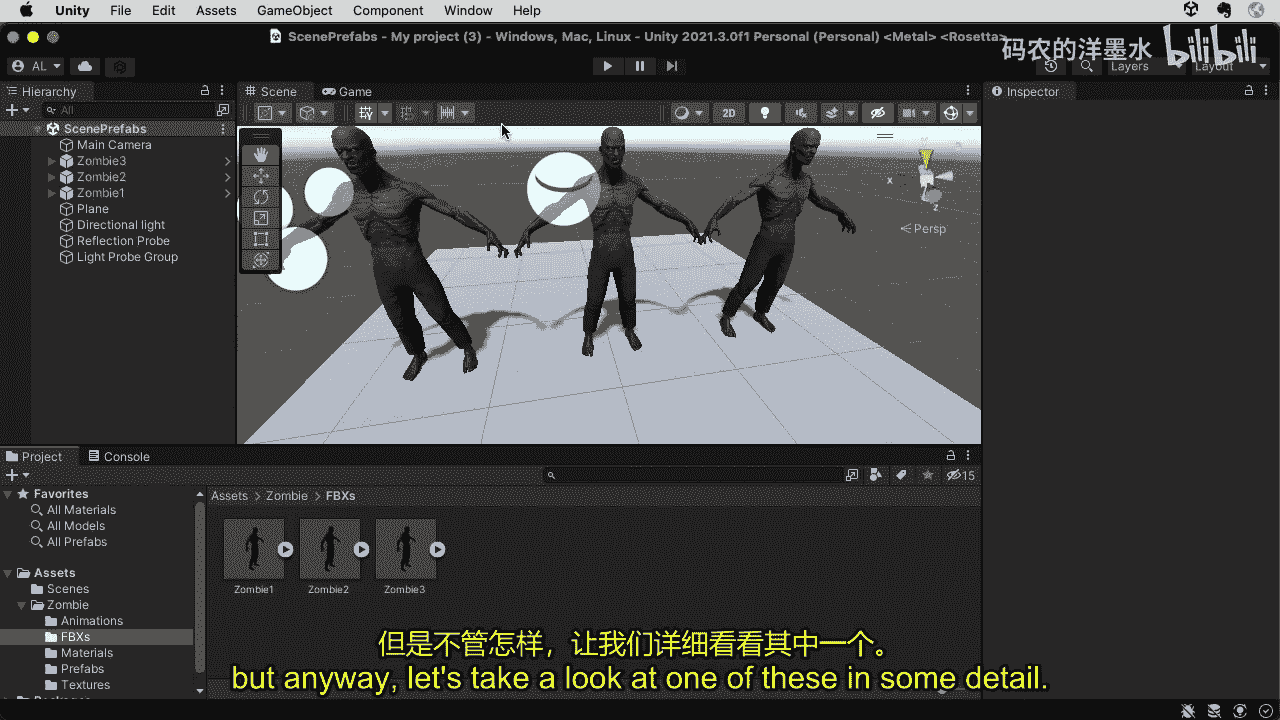 Unity File Edit Assets GameObject Component Window Help
ScenePrefabs - My project (3) - Windows, Mac, Linux - Unity 2021.3.0f1 Personal (Personal) <Metal> <Rosetta>
码农的洋墨水 bilibili
AL Layers Layout
Hierarchy
Scene Game
Inspector
All
2D
ScenePrefabs
Main Camera
Zombie3
Zombie2
Zombie1
Plane
Directional light
Reflection Probe
Light Probe Group
x
z
Persp
Project Console
15
Favorites
All Materials
All Models
All Prefabs
Assets
Scenes
Zombie
Animations
FBXs
Materials
Prefabs
Textures
Assets > Zombie > FBXs
Zombie1 Zombie2 Zombie3
但是不管怎样，让我们详细看看其中一个。
but anyway, let's take a look at one of these in some detail.